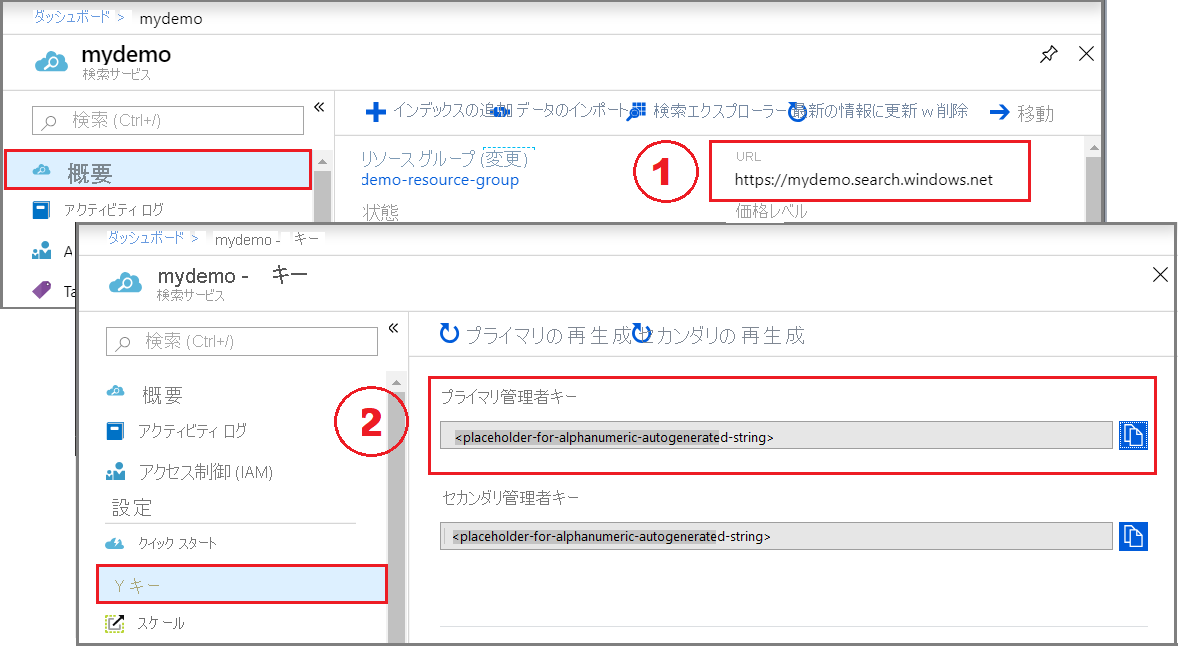 ダッシュボード > mydemo
mydemo
検索サービス
検索 (Ctrl+/)
«
インデックスの追加 データのインポート 検索エクスプローラー 最新の情報に更新 w 削除 移動
概要
リソース グループ (変更)
demo-resource-group
1
URL
https://mydemo.search.windows.net
アクティビティ ログ
状態
価格レベル
A
Ta
ダッシュボード > mydemo - キー
mydemo - キー
検索サービス
検索 (Ctrl+/)
«
プライマリの 再 生 成 セカンダリの 再 生 成
概要
アクティビティ ログ
アクセス制御 (IAM)
設定
クイック スタート
Y キー
スケール
2
プライマリ管理者キー
<placeholder-for-alphanumeric-autogenerated-string>
セカンダリ管理者キー
<placeholder-for-alphanumeric-autogenerated-string>